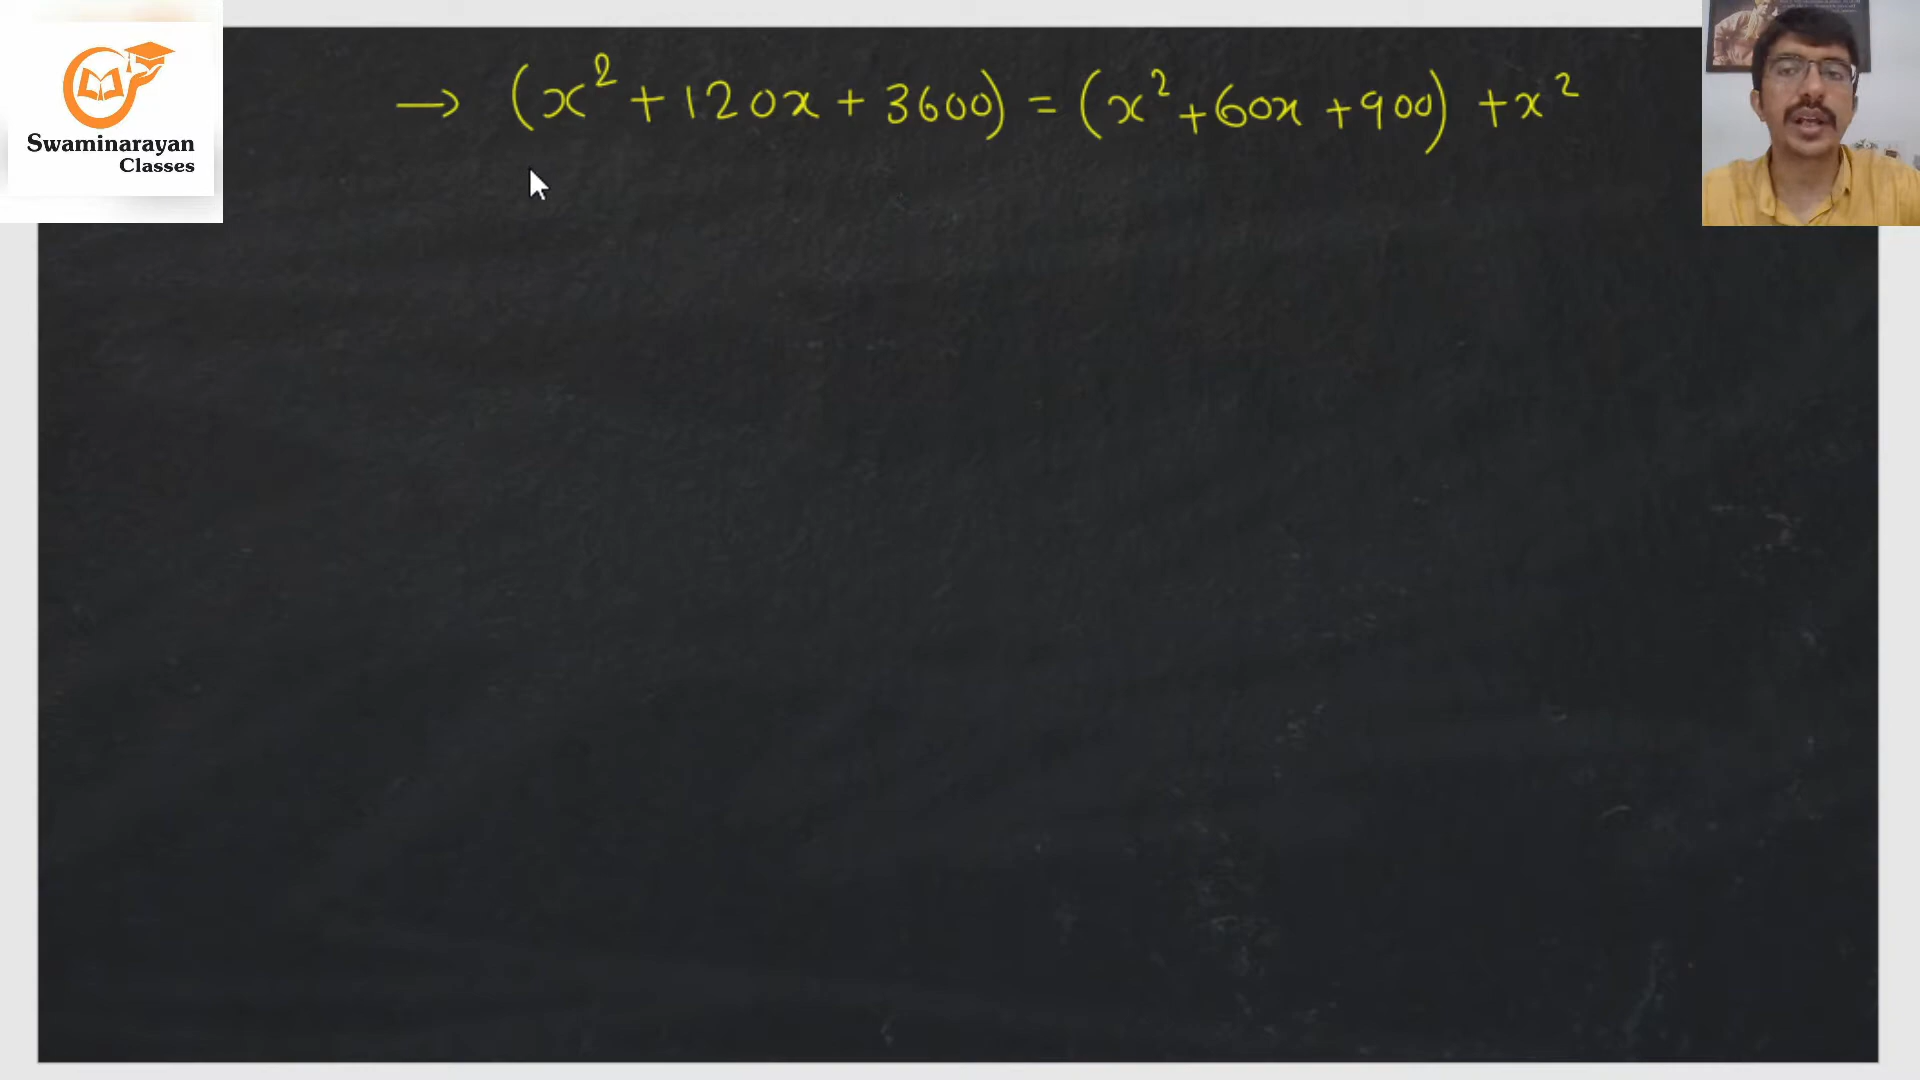 Swaminarayan
Classes
→ (x² + 120x + 3600) = (x² + 60x + 900) + x²